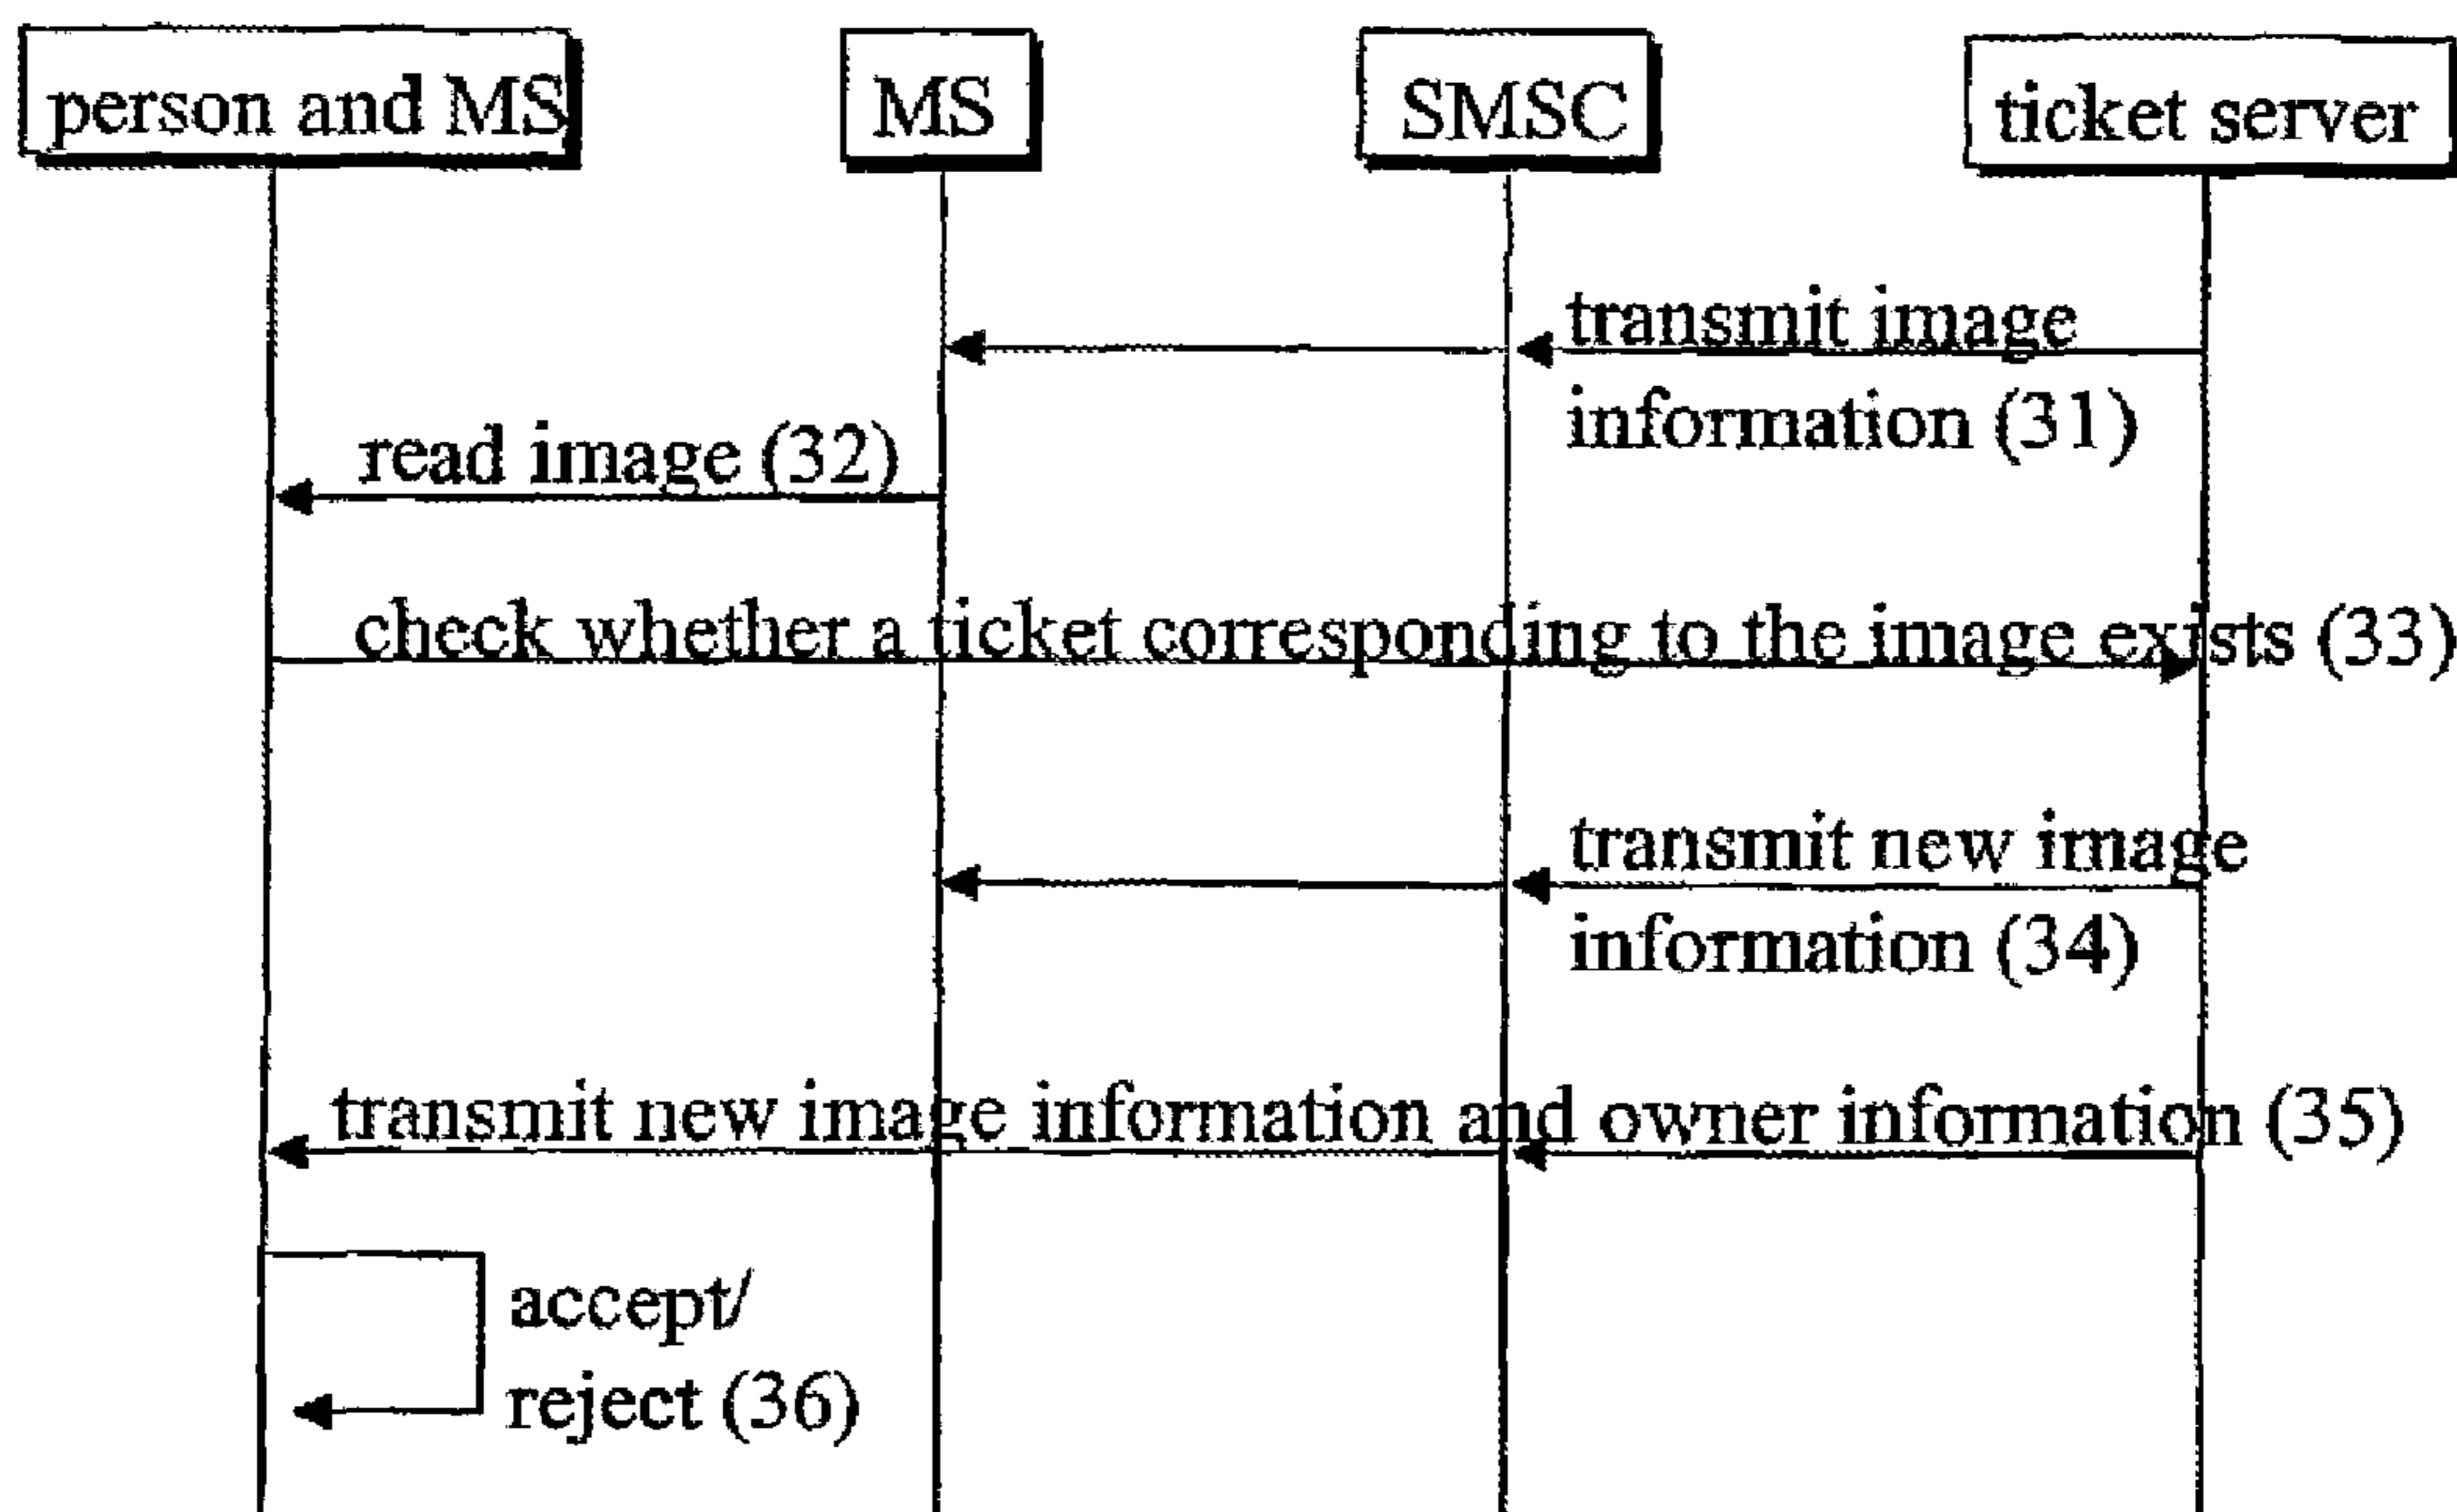 person and MS
MS
SMSC
ticket server
transmit image
information (31)
read image (32)
check whether a ticket corresponding to the image exists (33)
transmit new image
information (34)
transmit new image information and owner information (35)
accept/
reject (36)